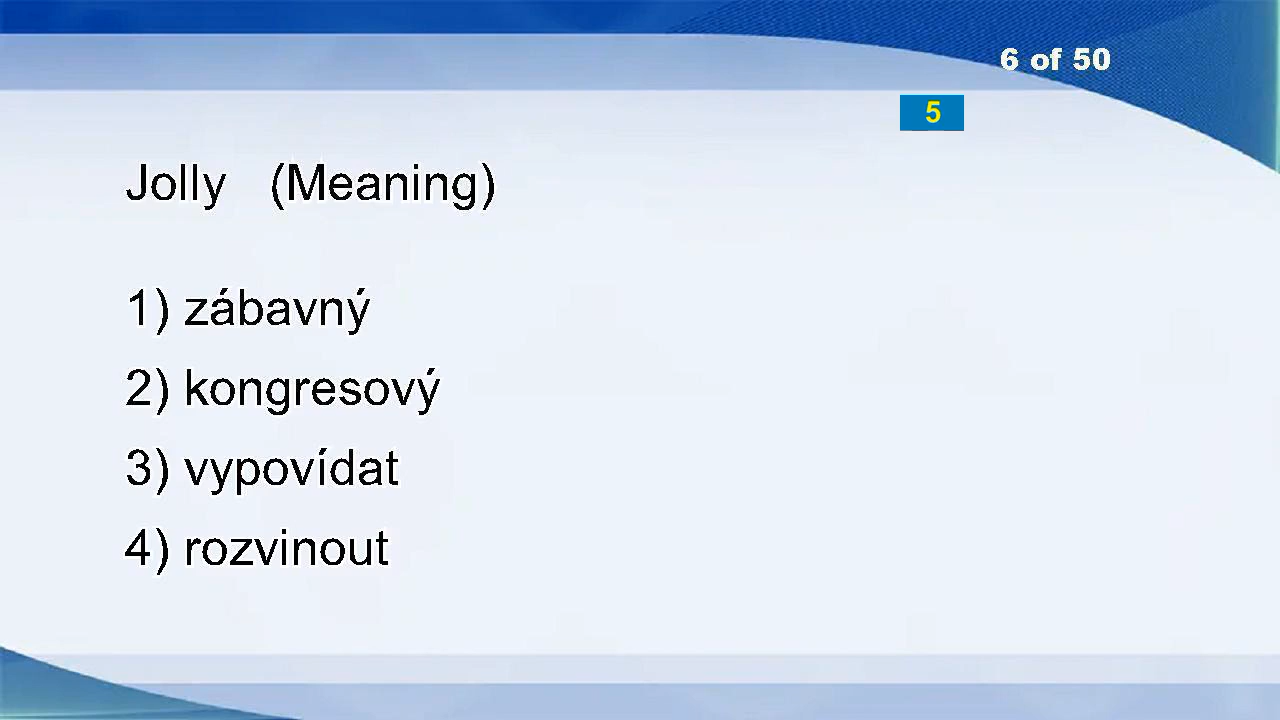 6 of 50
5
Jolly (Meaning)
1) zábavný
2) kongresový
3) vypovídat
4) rozvinout